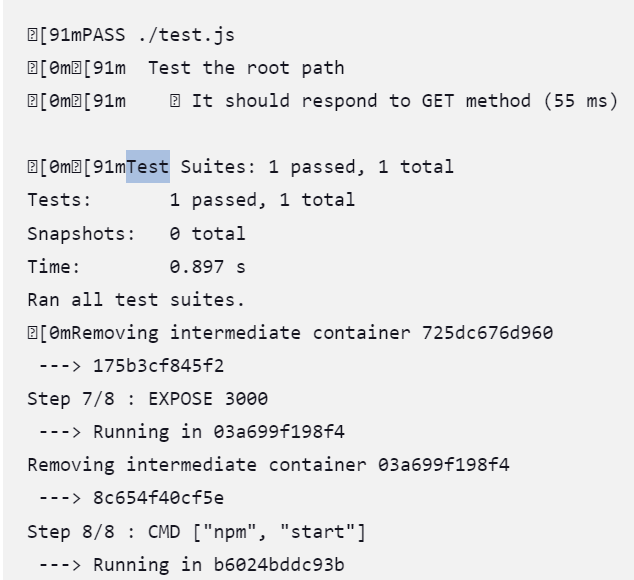 [91mPASS ./test.js
[0m[91m  Test the root path
[0m[91m    It should respond to GET method (55 ms)
[0m[91mTest Suites: 1 passed, 1 total
Tests:       1 passed, 1 total
Snapshots:   0 total
Time:        0.897 s
Ran all test suites.
[0mRemoving intermediate container 725dc676d960
 ---> 175b3cf845f2
Step 7/8 : EXPOSE 3000
 ---> Running in 03a699f198f4
Removing intermediate container 03a699f198f4
 ---> 8c654f40cf5e
Step 8/8 : CMD ["npm", "start"]
 ---> Running in b6024bddc93b